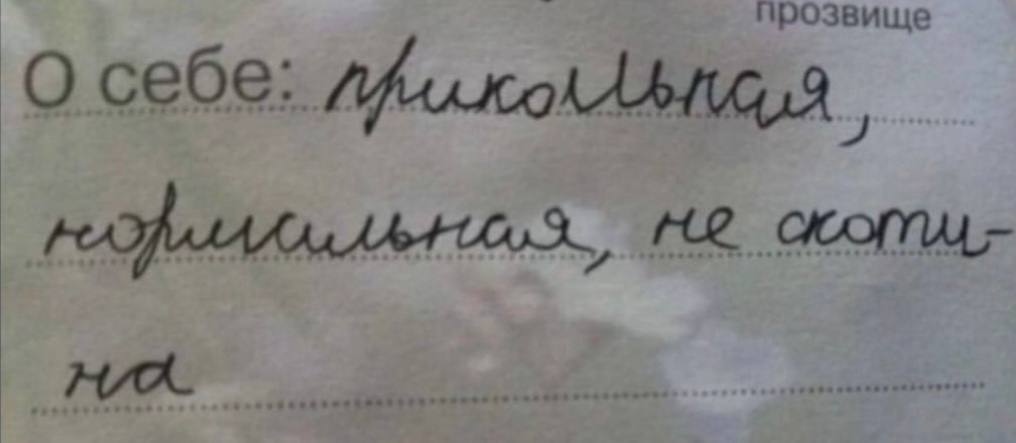 прозвище
О себе: прикольная,
нормальная, не скоти-
на